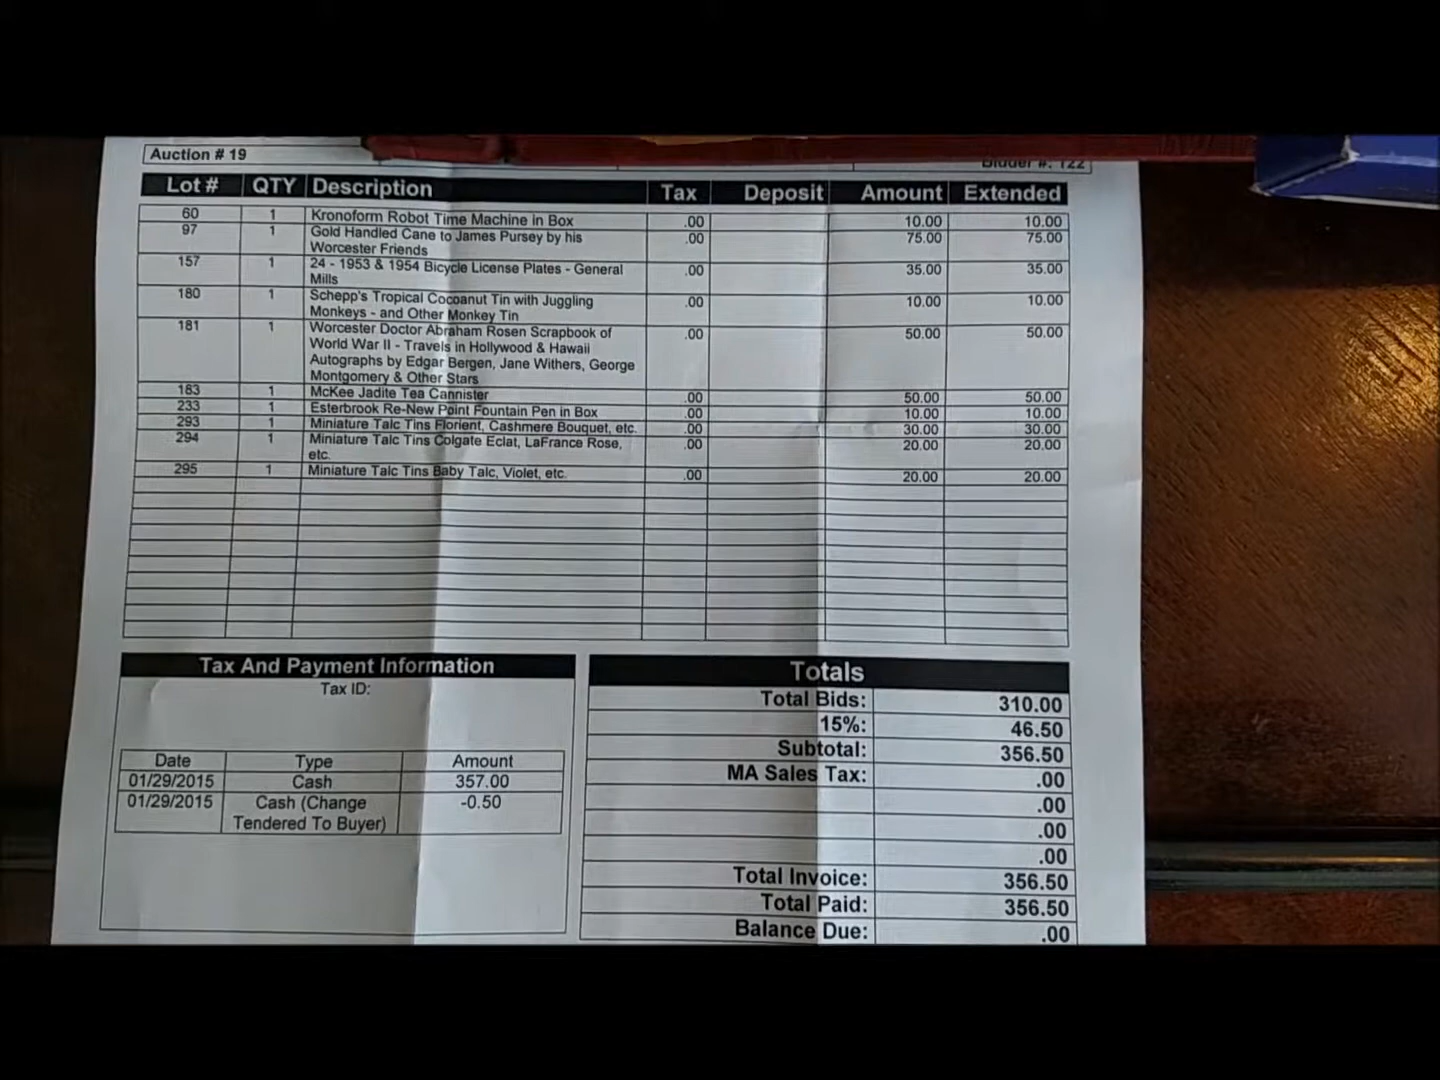 Auction # 19 Bidder #: 122
Lot # QTY Description Tax Deposit Amount Extended
60 1 Kronoform Robot Time Machine in Box .00 10.00 10.00
97 1 Gold Handled Cane to James Pursey by his .00 75.00 75.00
Worcester Friends
157 1 24 - 1953 & 1954 Bicycle License Plates - General .00 35.00 35.00
Mills
180 1 Schepp's Tropical Cocoanut Tin with Juggling .00 10.00 10.00
Monkeys - and Other Monkey Tin
181 1 Worcester Doctor Abraham Rosen Scrapbook of .00 50.00 50.00
World War II - Travels in Hollywood & Hawaii
Autographs by Edgar Bergen, Jane Withers, George
Montgomery & Other Stars
183 1 McKee Jadite Tea Cannister .00 50.00 50.00
233 1 Esterbrook Re-New Point Fountain Pen in Box .00 10.00 10.00
293 1 Miniature Talc Tins Florient, Cashmere Bouquet, etc. .00 30.00 30.00
294 1 Miniature Talc Tins Colgate Eclat, LaFrance Rose, .00 20.00 20.00
etc.
295 1 Miniature Talc Tins Baby Talc, Violet, etc. .00 20.00 20.00
Tax And Payment Information
Tax ID:
Date Type Amount
01/29/2015 Cash 357.00
01/29/2015 Cash (Change -0.50
Tendered To Buyer)
Totals
Total Bids: 310.00
15%: 46.50
Subtotal: 356.50
MA Sales Tax: .00
.00
.00
.00
Total Invoice: 356.50
Total Paid: 356.50
Balance Due: .00